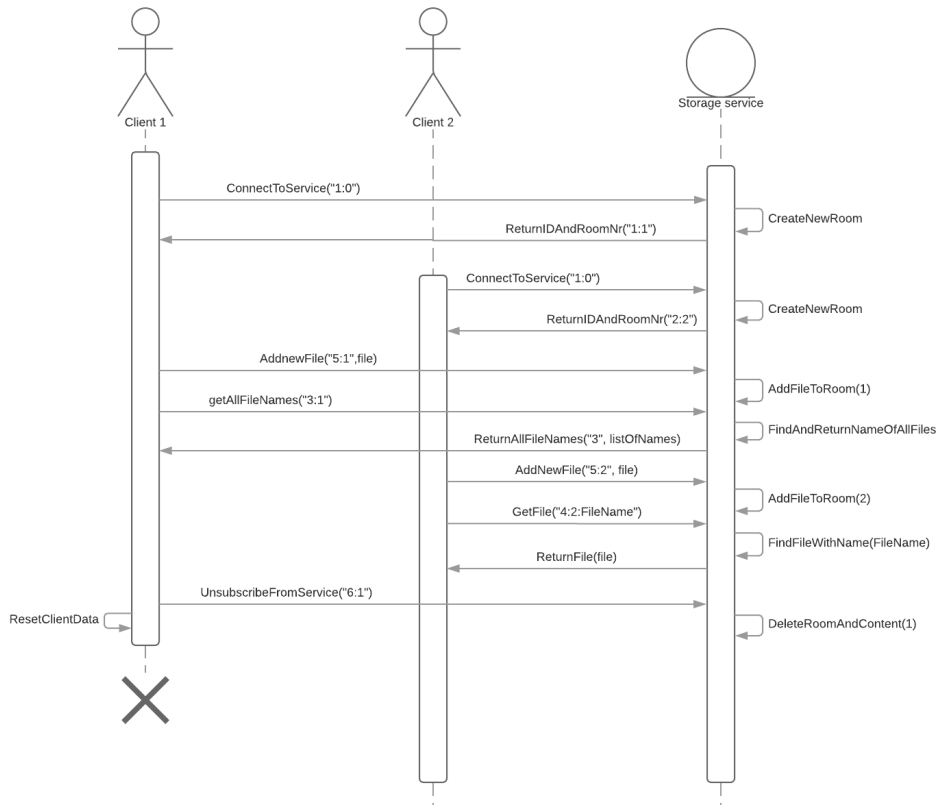 Client 1
Client 2
Storage service
ConnectToService("1:0")
CreateNewRoom
ReturnIDAndRoomNr("1:1")
ConnectToService("1:0")
CreateNewRoom
ReturnIDAndRoomNr("2:2")
AddnewFile("5:1",file)
AddFileToRoom(1)
getAllFileNames("3:1")
FindAndReturnNameOfAllFiles
ReturnAllFileNames("3", listOfNames)
AddNewFile("5:2", file)
AddFileToRoom(2)
GetFile("4:2:FileName")
FindFileWithName(FileName)
ReturnFile(file)
UnsubscribeFromService("6:1")
ResetClientData
DeleteRoomAndContent(1)